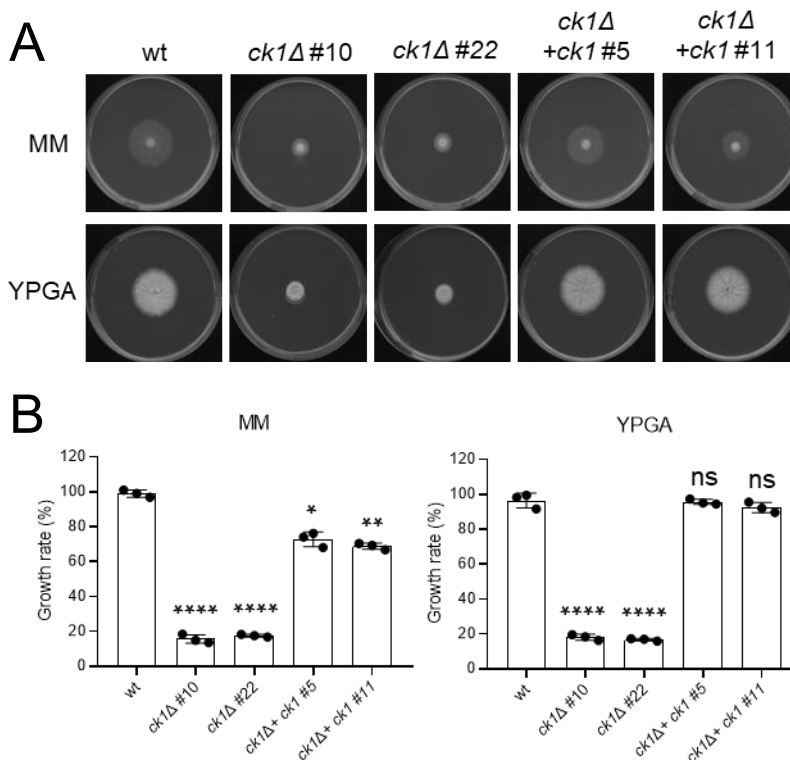 A
wt
ck1Δ #10
ck1Δ #22
ck1Δ
+ck1 #5
ck1Δ
+ck1 #11
MM
YPGA
B
MM
Growth rate (%)
120
100
80
60
40
20
0
****
****
*
**
wt
ck1Δ #10
ck1Δ #22
ck1Δ+ ck1 #5
ck1Δ+ ck1 #11
YPGA
Growth rate (%)
120
100
80
60
40
20
0
****
****
ns
ns
wt
ck1Δ #10
ck1Δ #22
ck1Δ+ ck1 #5
ck1Δ+ ck1 #11